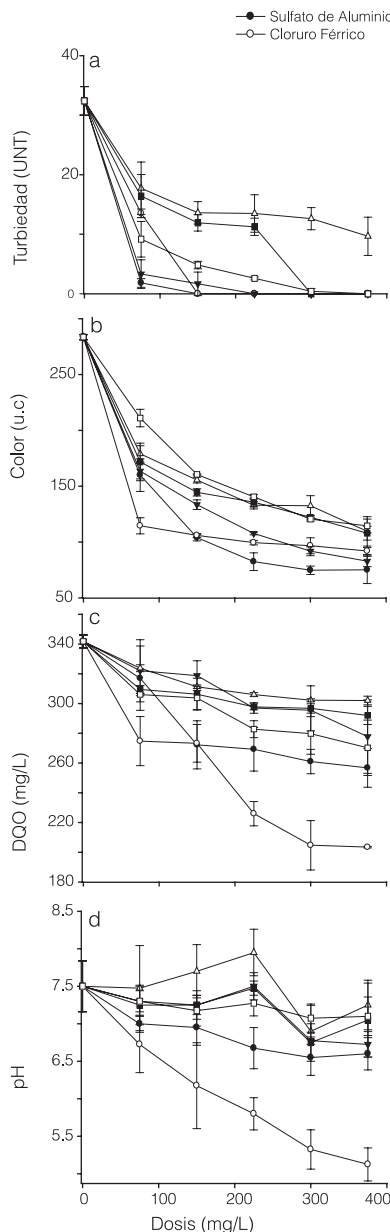 Sulfato de Aluminio
Cloruro Férrico
a
40
20
0
Turbiedad (UNT)
b
250
150
50
Color (u.c)
c
340
300
260
220
180
DQO (mg/L)
d
8.5
7.5
6.5
5.5
pH
0 100 200 300 400
Dosis (mg/L)